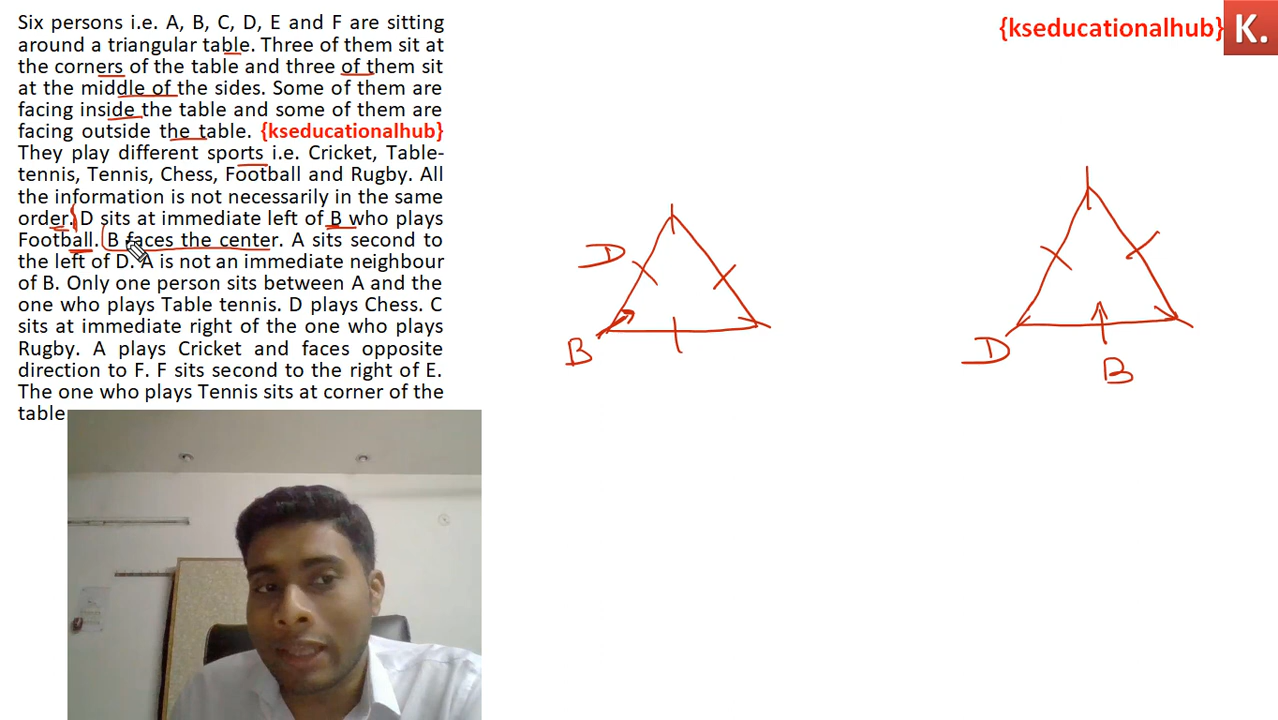 Six persons i.e. A, B, C, D, E and F are sitting
around a triangular table. Three of them sit at
the corners of the table and three of them sit
at the middle of the sides. Some of them are
facing inside the table and some of them are
facing outside the table. {kseducationalhub}
They play different sports i.e. Cricket, Table-
tennis, Tennis, Chess, Football and Rugby. All
the information is not necessarily in the same
order. D sits at immediate left of B who plays
Football. B faces the center. A sits second to
the left of D. A is not an immediate neighbour
of B. Only one person sits between A and the
one who plays Table tennis. D plays Chess. C
sits at immediate right of the one who plays
Rugby. A plays Cricket and faces opposite
direction to F. F sits second to the right of E.
The one who plays Tennis sits at corner of the
table
{kseducationalhub} K.
D
B
D
B